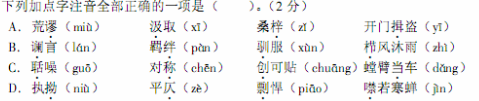 下列加点字注音全部正确的一项是（　　）。（2 分）
A．荒谬（miù）　汲取（xī）　桑梓（zǐ）　开门揖盗（yī）
B．谰言（lán）　羁绊（pàn）　驯服（xùn）　栉风沐雨（zhì）
C．聒噪（guō）　对称（chēn）　创可贴（chuāng）螳臂当车（dǎng）
D．执拗（niù）　平仄（zè）　剽悍（piāo）　噤若寒蝉（jìn）